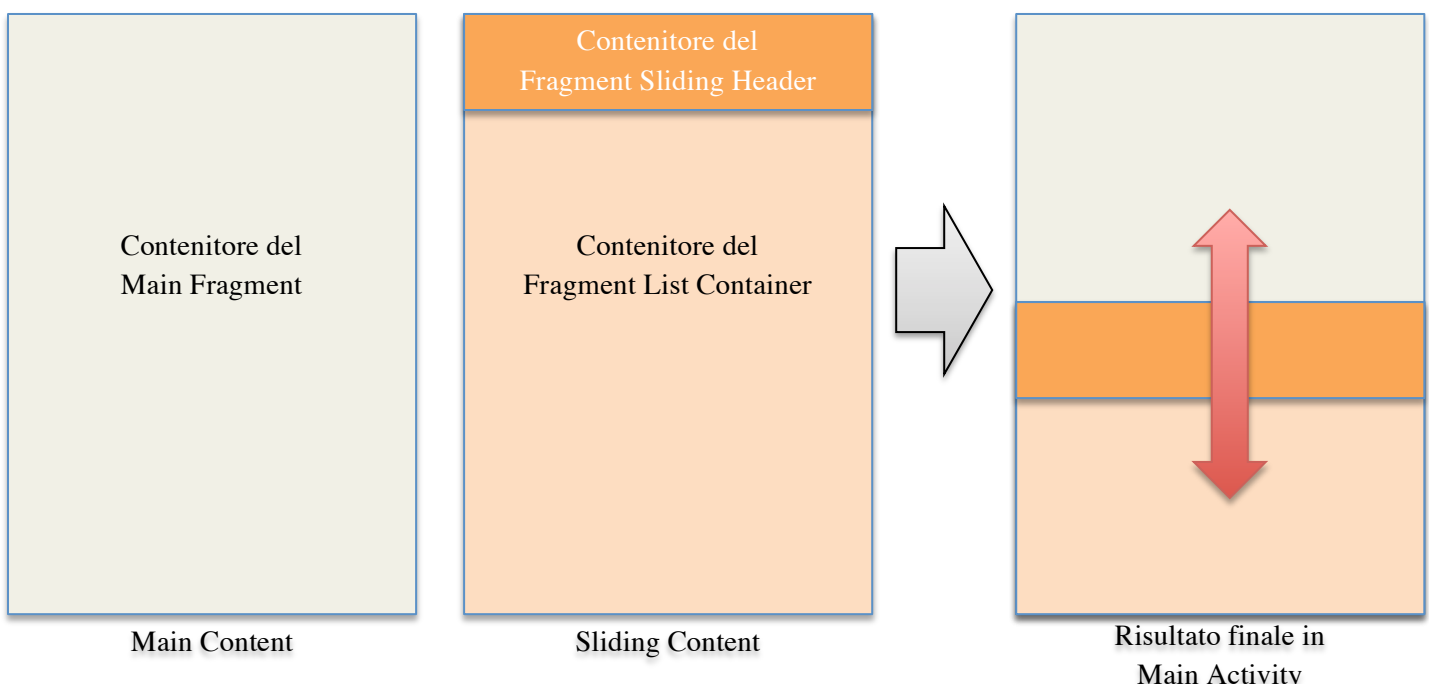 Contenitore del
Main Fragment
Main Content
Contenitore del
Fragment Sliding Header
Contenitore del
Fragment List Container
Sliding Content
Risultato finale in
Main Activity